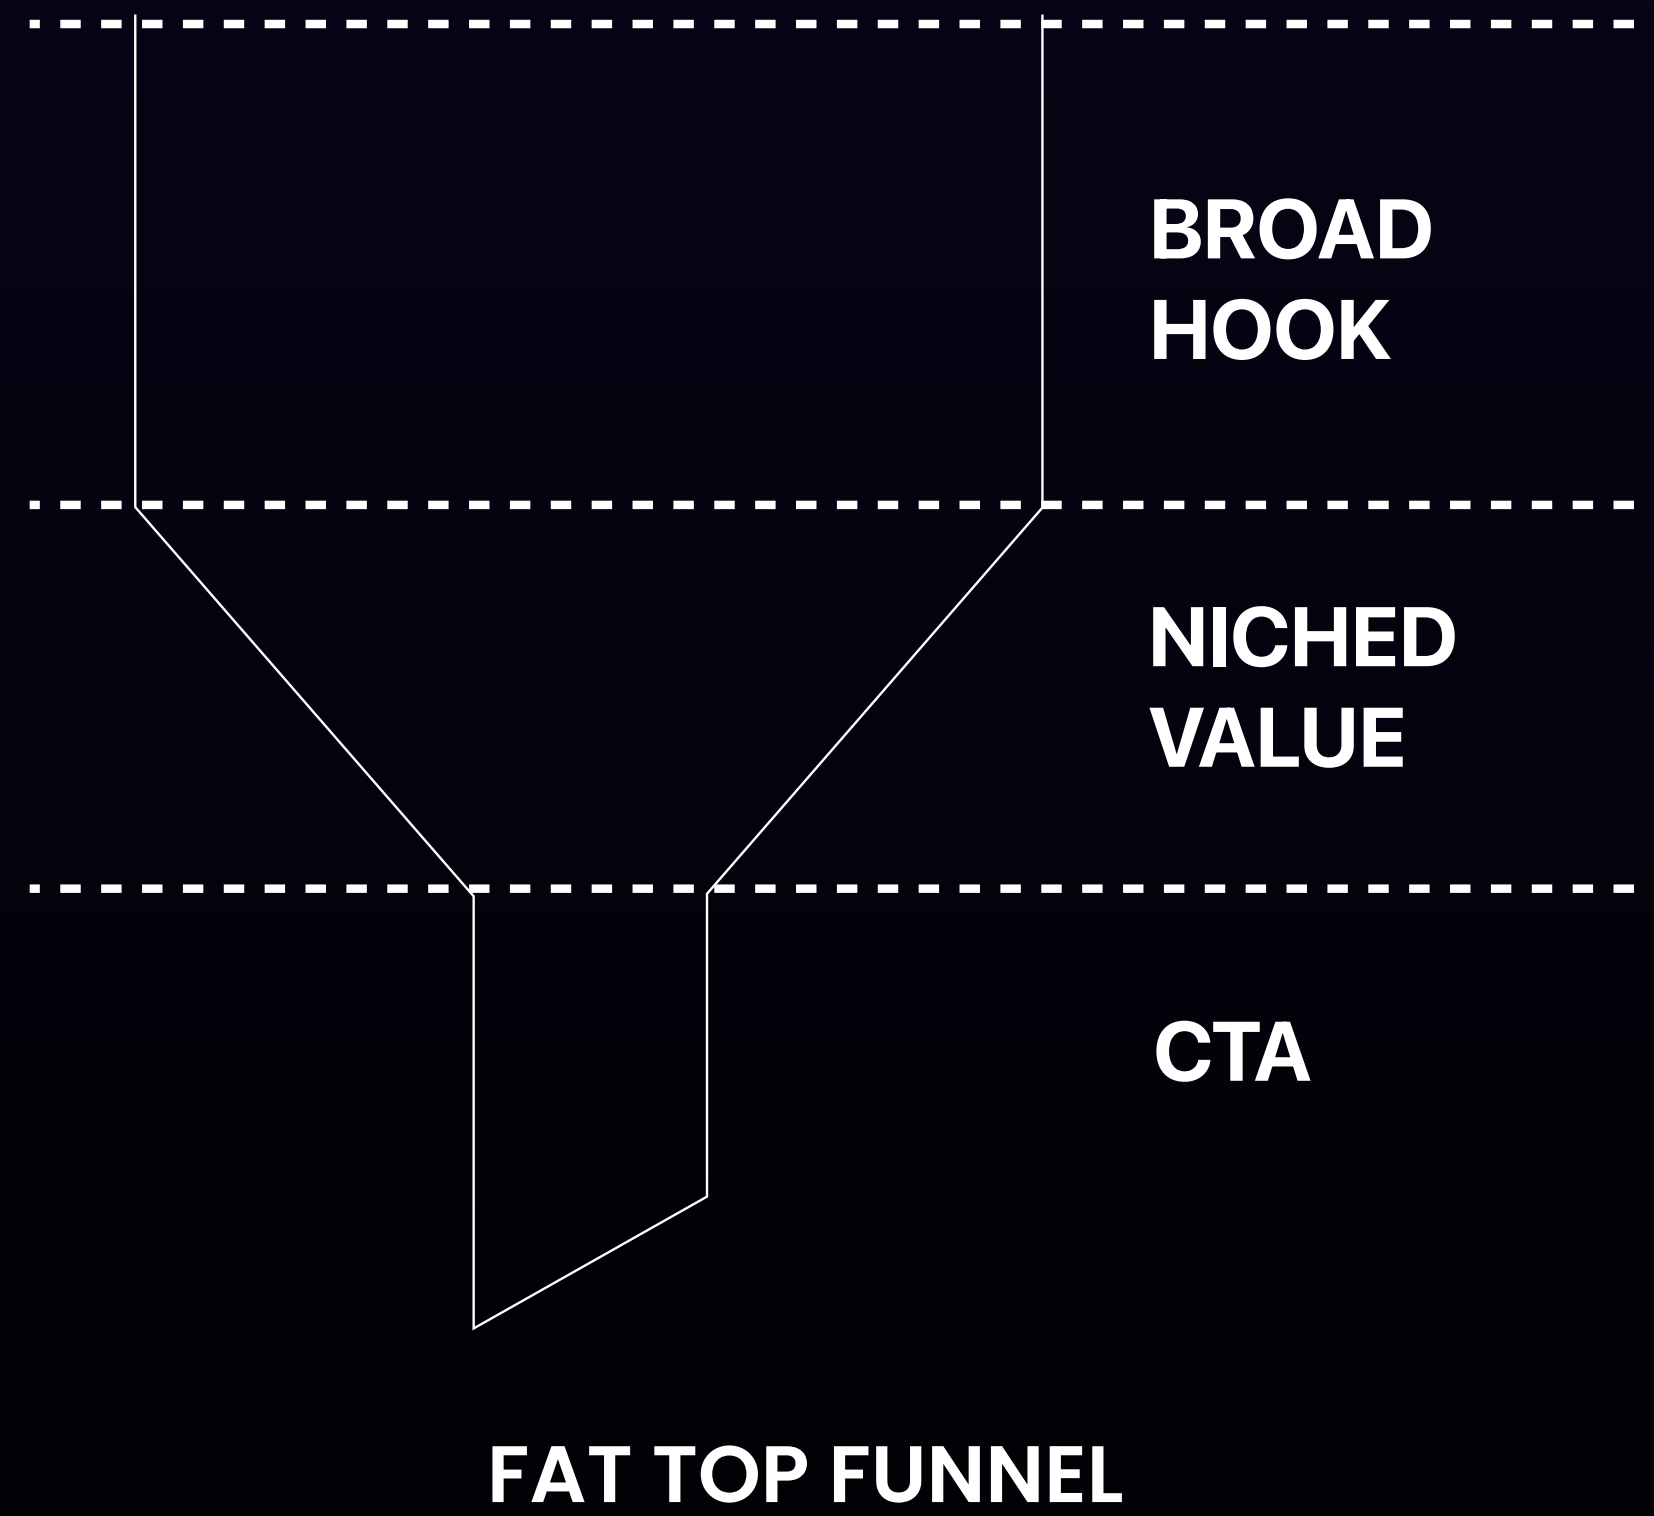 BROAD
HOOK
NICHED
VALUE
CTA
FAT TOP FUNNEL